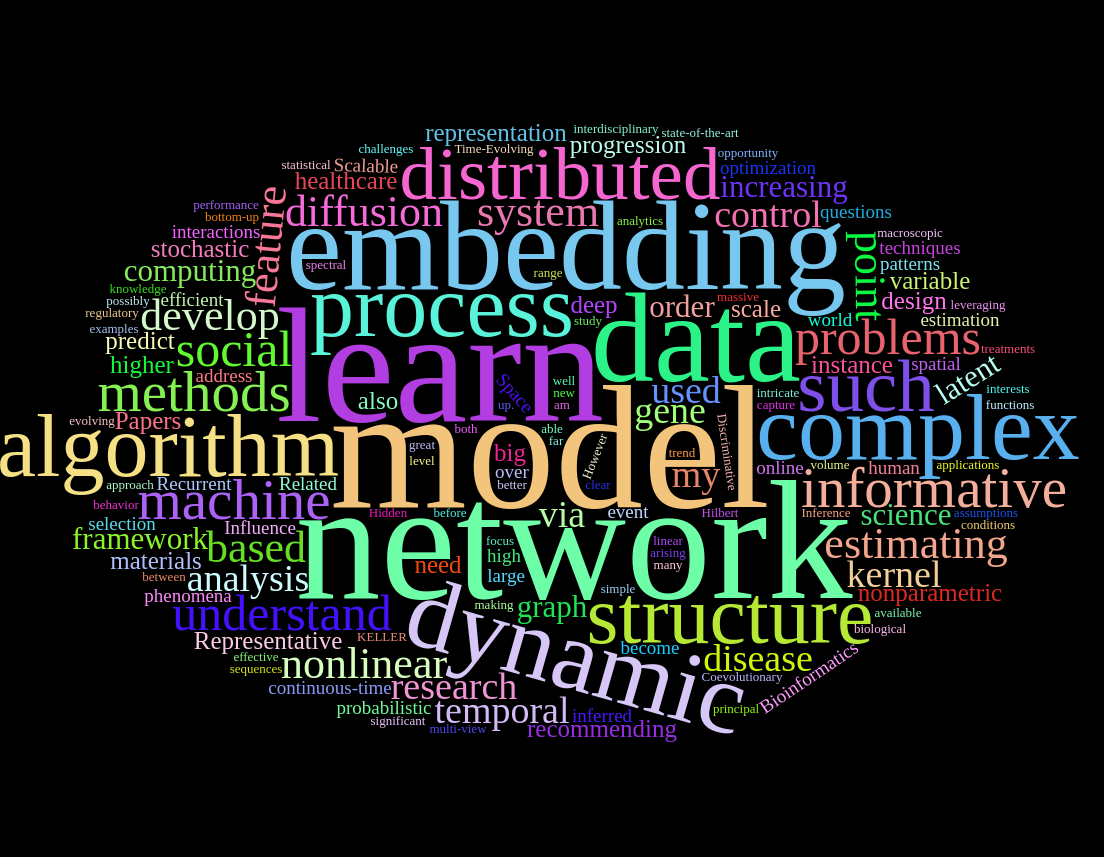 representation
interdisciplinary
state-of-the-art
challenges
Time-Evolving
progression
opportunity
statistical
Scalable
distributed
optimization
healthcare
increasing
performance
feature
diffusion
system
analytics
control
questions
bottom-up
interactions
embedding
point
macroscopic
stochastic
techniques
computing
spectral
range
patterns
knowledge
variable
possibly
efficient
process
deep
order
massive
scale
design
leveraging
regulatory
develop
study
data
world
estimation
examples
predict
social
learn
problems
treatments
higher
address
instance
spatial
latent
methods
also
Space
up.
well
new
am
used
intricate
capture
such
interests
functions
evolving
Papers
gene
complex
algorithm
model
both
able
far
However
Discriminative
great
level
big
over
better
clear
trend
my
online
volume
human
applications
approach
Recurrent
Related
machine
informative
behavior
Hidden
before
via
event
Hilbert
Inference
science
assumptions
conditions
selection
Influence
network
framework
based
focus
high
linear
arising
many
estimating
materials
need
large
kernel
between
analysis
simple
nonparametric
phenomena
making
graph
structure
available
understand
dynamic
biological
Representative
KELLER
become
disease
Bioinformatics
effective
sequences
nonlinear
Coevolutionary
continuous-time
research
probabilistic
temporal
inferred
principal
significant
multi-view
recommending